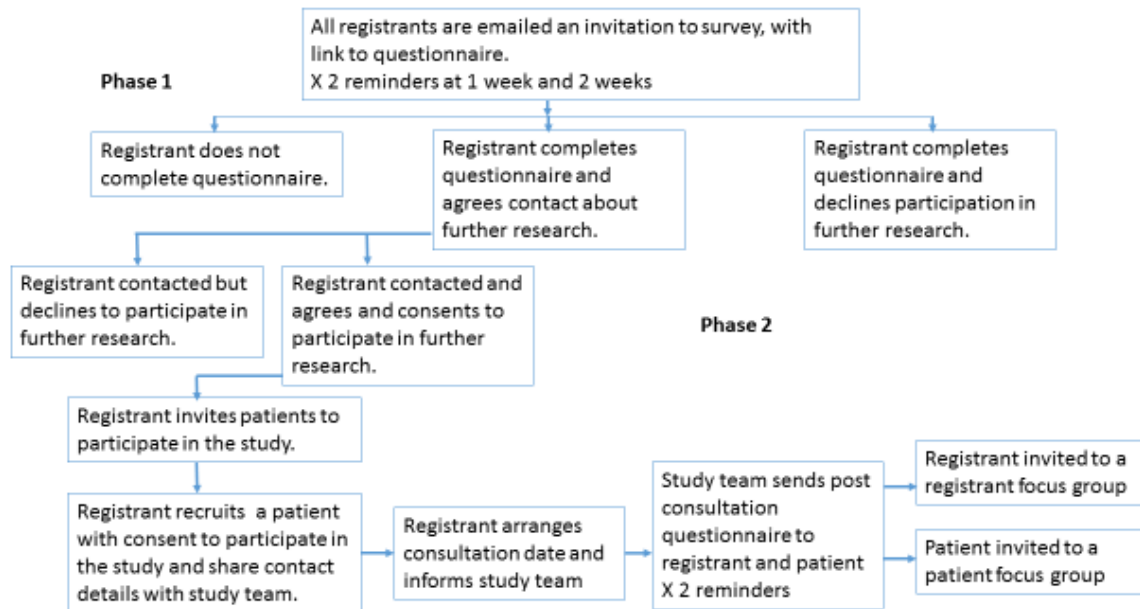 All registrants are emailed an invitation to survey, with
link to questionnaire.
X 2 reminders at 1 week and 2 weeks
Phase 1
Registrant does not
complete questionnaire.
Registrant completes
questionnaire and
agrees contact about
further research.
Registrant completes
questionnaire and
declines participation in
further research.
Registrant contacted but
declines to participate in
further research.
Registrant contacted and
agrees and consents to
participate in further
research.
Phase 2
Registrant invites patients to
participate in the study.
Registrant recruits a patient
with consent to participate in
the study and share contact
details with study team.
Registrant arranges
consultation date and
informs study team
Study team sends post
consultation
questionnaire to
registrant and patient
X 2 reminders
Registrant invited to a
registrant focus group
Patient invited to a
patient focus group